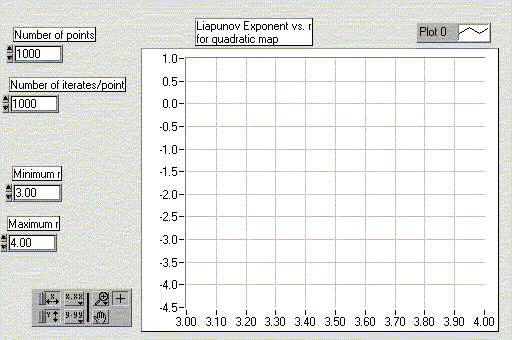 Number of points
1000
Number of iterates/point
1000
Minimum r
3.00
Maximum r
4.00
x.xx
y.yy
Liapunov Exponent vs. r
for quadratic map
Plot 0
1.0
0.5
0.0
-0.5
-1.0
-1.5
-2.0
-2.5
-3.0
-3.5
-4.0
-4.5
3.00 3.10 3.20 3.30 3.40 3.50 3.60 3.70 3.80 3.90 4.00